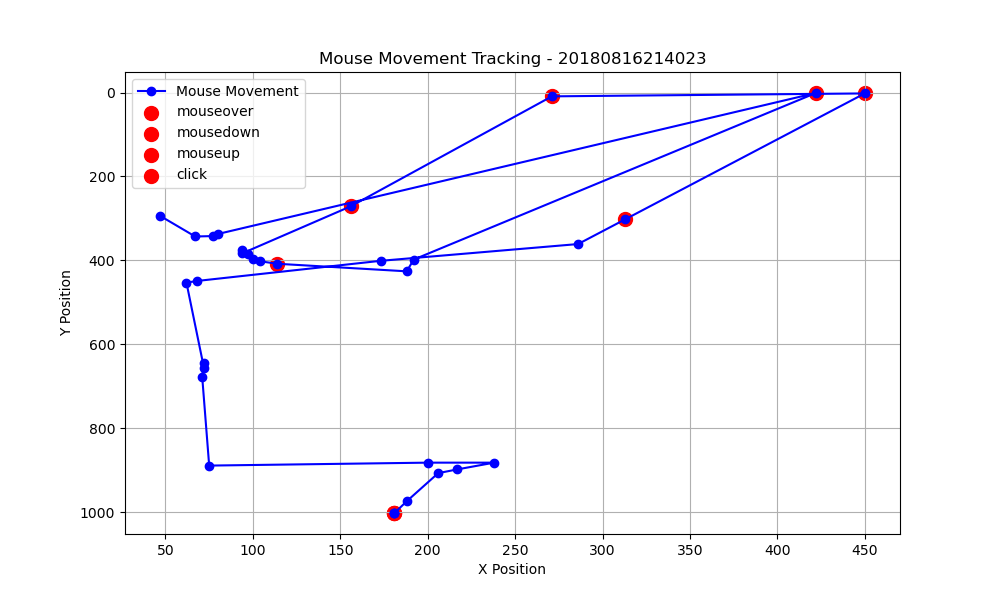 Mouse Movement Tracking - 20180816214023
Mouse Movement
mouseover
mousedown
mouseup
click
0
200
400
600
800
1000
Y Position
50 100 150 200 250 300 350 400 450
X Position